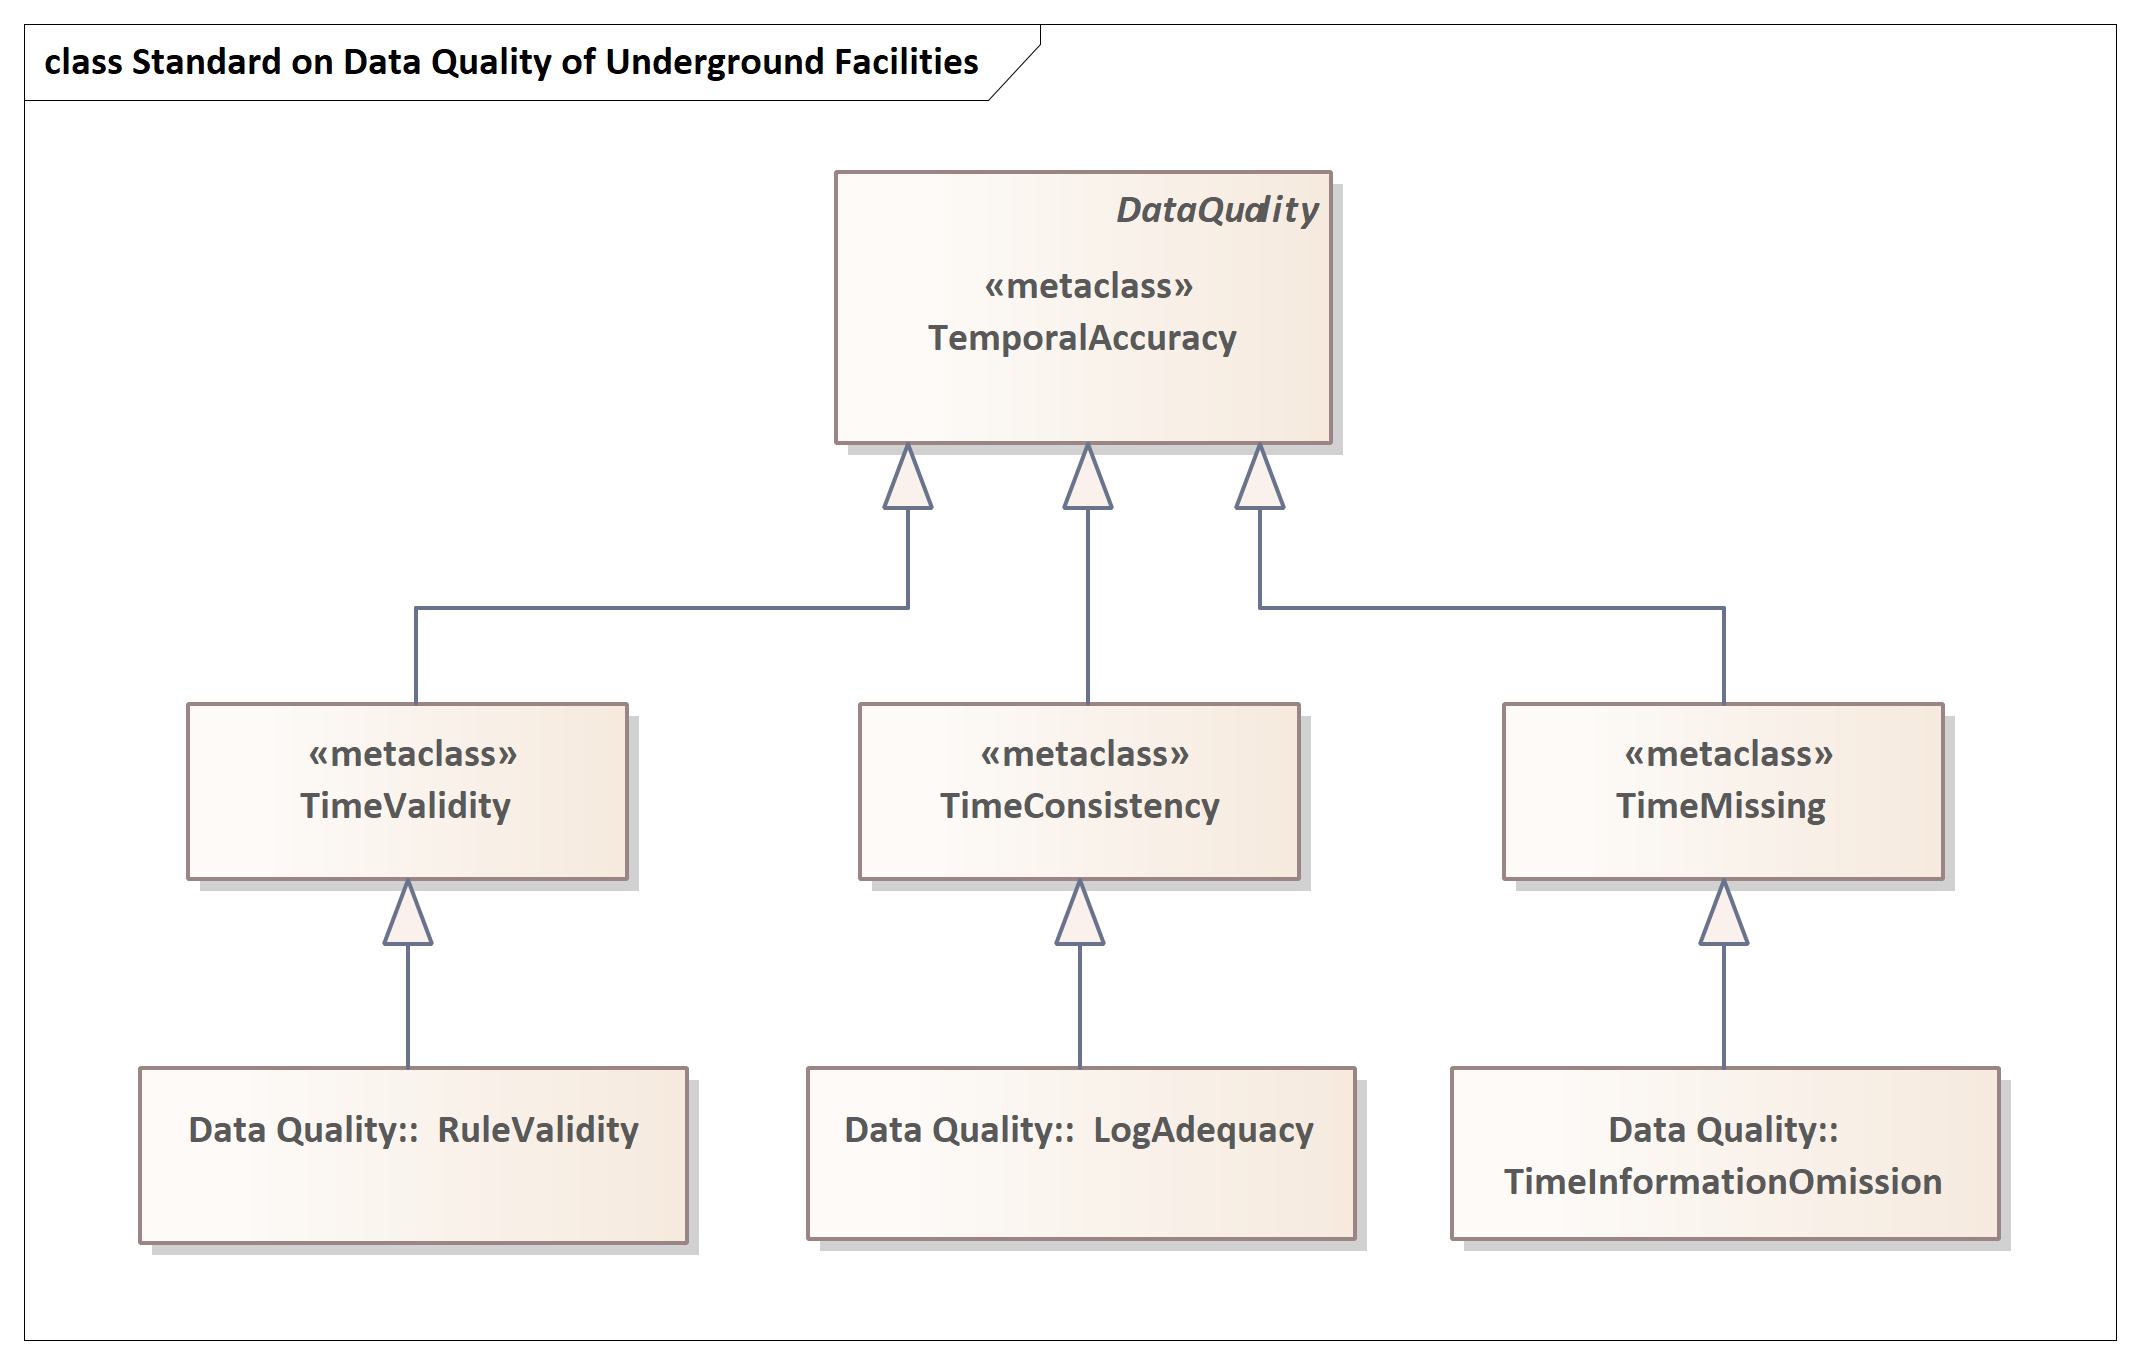 class Standard on Data Quality of Underground Facilities
DataQuality
«metaclass»
TemporalAccuracy
«metaclass»
TimeValidity
«metaclass»
TimeConsistency
«metaclass»
TimeMissing
Data Quality:: RuleValidity
Data Quality:: LogAdequacy
Data Quality::
TimeInformationOmission